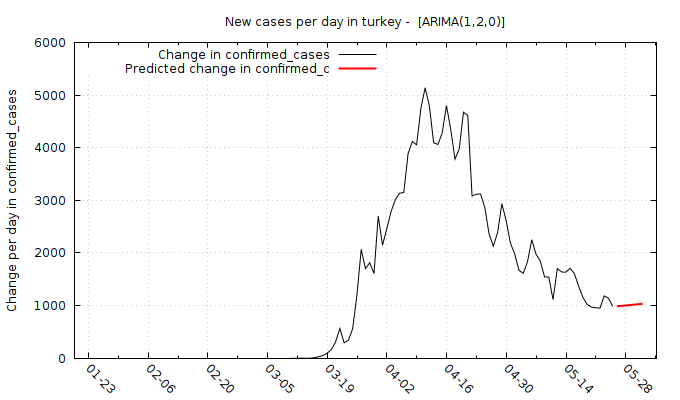 New cases per day in turkey -  [ARIMA(1,2,0)]
Change in confirmed_cases
Predicted change in confirmed_c
Change per day in confirmed_cases
6000
5000
4000
3000
2000
1000
0
01-23 02-06 02-20 03-05 03-19 04-02 04-16 04-30 05-14 05-28